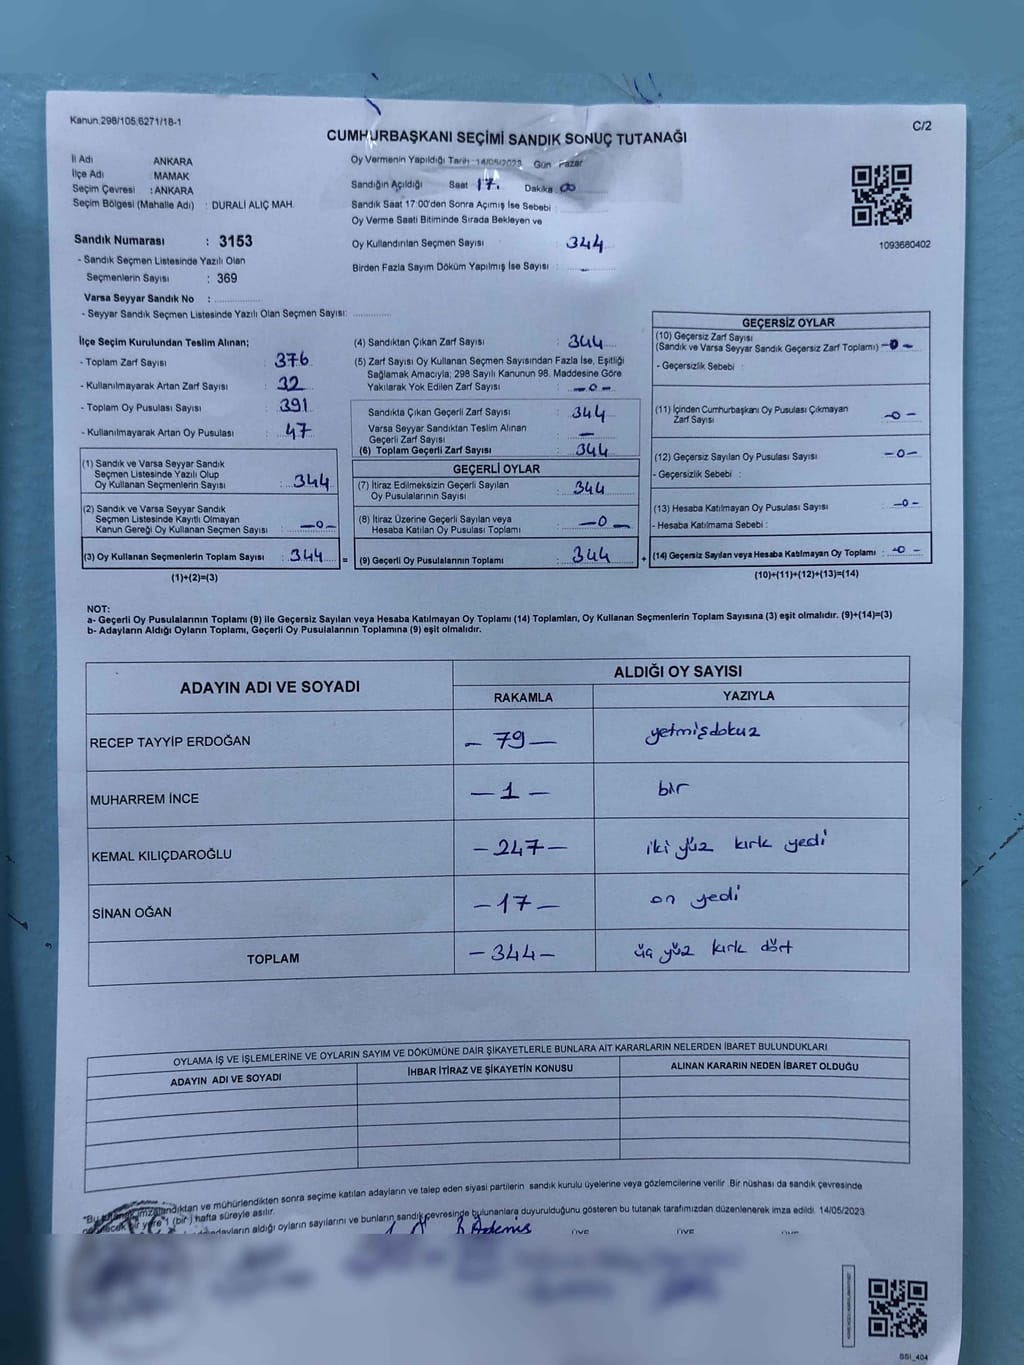 Kanun.298/105.6271/18-1
C/2
CUMHURBAŞKANI SEÇİMİ SANDIK SONUÇ TUTANAĞI
İl Adı ANKARA
İlçe Adı MAMAK
Seçim Çevresi : ANKARA
Seçim Bölgesi (Mahalle Adı) : DURALİ ALIÇ MAH.
Sandık Numarası : 3153
- Sandık Seçmen Listesinde Yazılı Olan
Seçmenlerin Sayısı : 369
Varsa Seyyar Sandık No :
- Seyyar Sandık Seçmen Listesinde Yazılı Olan Seçmen Sayısı:
Oy Vermenin Yapıldığı Tarih :14/05/2023 Gün : Pazar
Sandığın Açıldığı Saat 17. Dakika : 00
Sandık Saat 17:00'den Sonra Açımış İse Sebebi :
Oy Verme Saati Bitiminde Sırada Bekleyen ve
Oy Kullandırılan Seçmen Sayısı : 344
Birden Fazla Sayım Döküm Yapılmış İse Sayısı : -
1093680402
İlçe Seçim Kurulundan Teslim Alınan;
- Toplam Zarf Sayısı : 376
- Kullanılmayarak Artan Zarf Sayısı : 32
- Toplam Oy Pusulası Sayısı : 391
- Kullanılmayarak Artan Oy Pusulası : 47
(1) Sandık ve Varsa Seyyar Sandık
Seçmen Listesinde Yazılı Olup
Oy Kullanan Seçmenlerin Sayısı : 344
(2) Sandık ve Varsa Seyyar Sandık
Seçmen Listesinde Kayıtlı Olmayan
Kanun Gereği Oy Kullanan Seçmen Sayısı : -0-
(3) Oy Kullanan Seçmenlerin Toplam Sayısı : 344 =
(1)+(2)=(3)
(4) Sandıktan Çıkan Zarf Sayısı : 344
(5) Zarf Sayısı Oy Kullanan Seçmen Sayısından Fazla İse, Eşitliği
Sağlamak Amacıyla; 298 Sayılı Kanunun 98. Maddesine Göre
Yakılarak Yok Edilen Zarf Sayısı : -0-
Sandıkta Çıkan Geçerli Zarf Sayısı : 344
Varsa Seyyar Sandıktan Teslim Alınan
Geçerli Zarf Sayısı : -
(6) Toplam Geçerli Zarf Sayısı : 344
GEÇERLİ OYLAR
(7) İtiraz Edilmeksizin Geçerli Sayılan
Oy Pusulalarının Sayısı : 344
(8) İtiraz Üzerine Geçerli Sayılan veya
Hesaba Katılan Oy Pusulası Toplamı : -0-
(9) Geçerli Oy Pusulalarının Toplamı : 344 +
GEÇERSİZ OYLAR
(10) Geçersiz Zarf Sayısı
(Sandık ve Varsa Seyyar Sandık Geçersiz Zarf Toplamı) -0-
- Geçersizlik Sebebi :
(11) İçinden Cumhurbaşkanı Oy Pusulası Çıkmayan
Zarf Sayısı : -0-
(12) Geçersiz Sayılan Oy Pusulası Sayısı : -0-
- Geçersizlik Sebebi :
(13) Hesaba Katılmayan Oy Pusulası Sayısı : -0-
- Hesaba Katılmama Sebebi :
(14) Geçersiz Sayılan veya Hesaba Katılmayan Oy Toplamı : -0-
(10)+(11)+(12)+(13)=(14)
NOT:
a- Geçerli Oy Pusulalarının Toplamı (9) ile Geçersiz Sayılan veya Hesaba Katılmayan Oy Toplamı (14) Toplamları, Oy Kullanan Seçmenlerin Toplam Sayısına (3) eşit olmalıdır. (9)+(14)=(3)
b- Adayların Aldığı Oyların Toplamı, Geçerli Oy Pusulalarının Toplamına (9) eşit olmalıdır.
ADAYIN ADI VE SOYADI ALDIĞI OY SAYISI
RAKAMLA YAZIYLA
RECEP TAYYİP ERDOĞAN - 79 - yetmişdokuz
MUHARREM İNCE - 1 - bir
KEMAL KILIÇDAROĞLU - 247 - iki yüz kırk yedi
SİNAN OĞAN - 17 - on yedi
TOPLAM - 344 - üç yüz kırk dört
OYLAMA İŞ VE İŞLEMLERİNE VE OYLARIN SAYIM VE DÖKÜMÜNE DAİR ŞİKAYETLERLE BUNLARA AİT KARARLARIN NELERDEN İBARET BULUNDUKLARI
ADAYIN ADI VE SOYADI İHBAR İTİRAZ VE ŞİKAYETİN KONUSU ALINAN KARARIN NEDEN İBARET OLDUĞU
imzalandıktan ve mühürlendikten sonra seçime katılan adayların ve talep eden siyasi partilerin sandık kurulu üyelerine veya gözlemcilerine verilir .Bir nüshası da sandık çevresinde
yere 1 (bir ) hafta süreyle asılır.
adayların aldığı oyların sayılarını ve bunların sandık çevresinde bulunanlara duyurulduğunu gösteren bu tutanak tarafımızdan düzenlenerek imza edildi. 14/05/2023
ÜYE ÜYE ÜYE
SSI_404